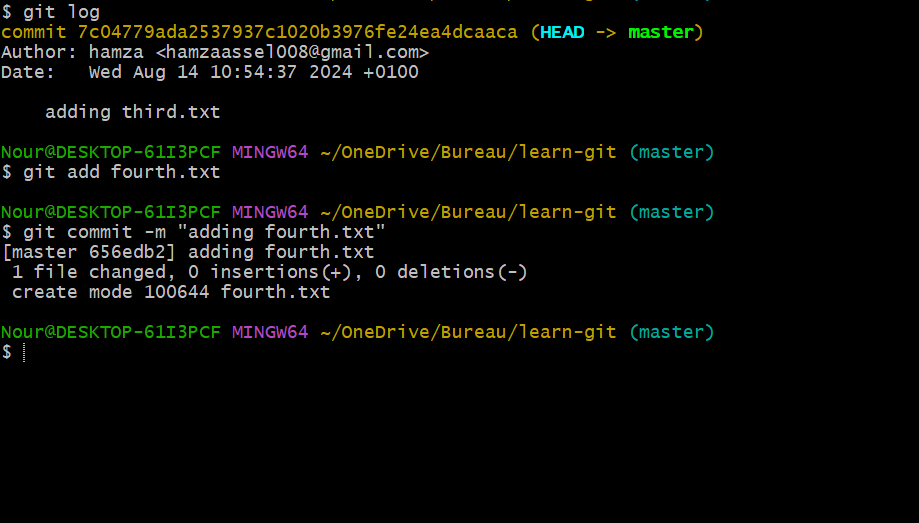 $ git log
commit 7c04779ada2537937c1020b3976fe24ea4dcaaca (HEAD -> master)
Author: hamza <hamzaassel008@gmail.com>
Date:   Wed Aug 14 10:54:37 2024 +0100
    adding third.txt
Nour@DESKTOP-61I3PCF MINGW64 ~/OneDrive/Bureau/learn-git (master)
$ git add fourth.txt
Nour@DESKTOP-61I3PCF MINGW64 ~/OneDrive/Bureau/learn-git (master)
$ git commit -m "adding fourth.txt"
[master 656edb2] adding fourth.txt
 1 file changed, 0 insertions(+), 0 deletions(-)
 create mode 100644 fourth.txt
Nour@DESKTOP-61I3PCF MINGW64 ~/OneDrive/Bureau/learn-git (master)
$